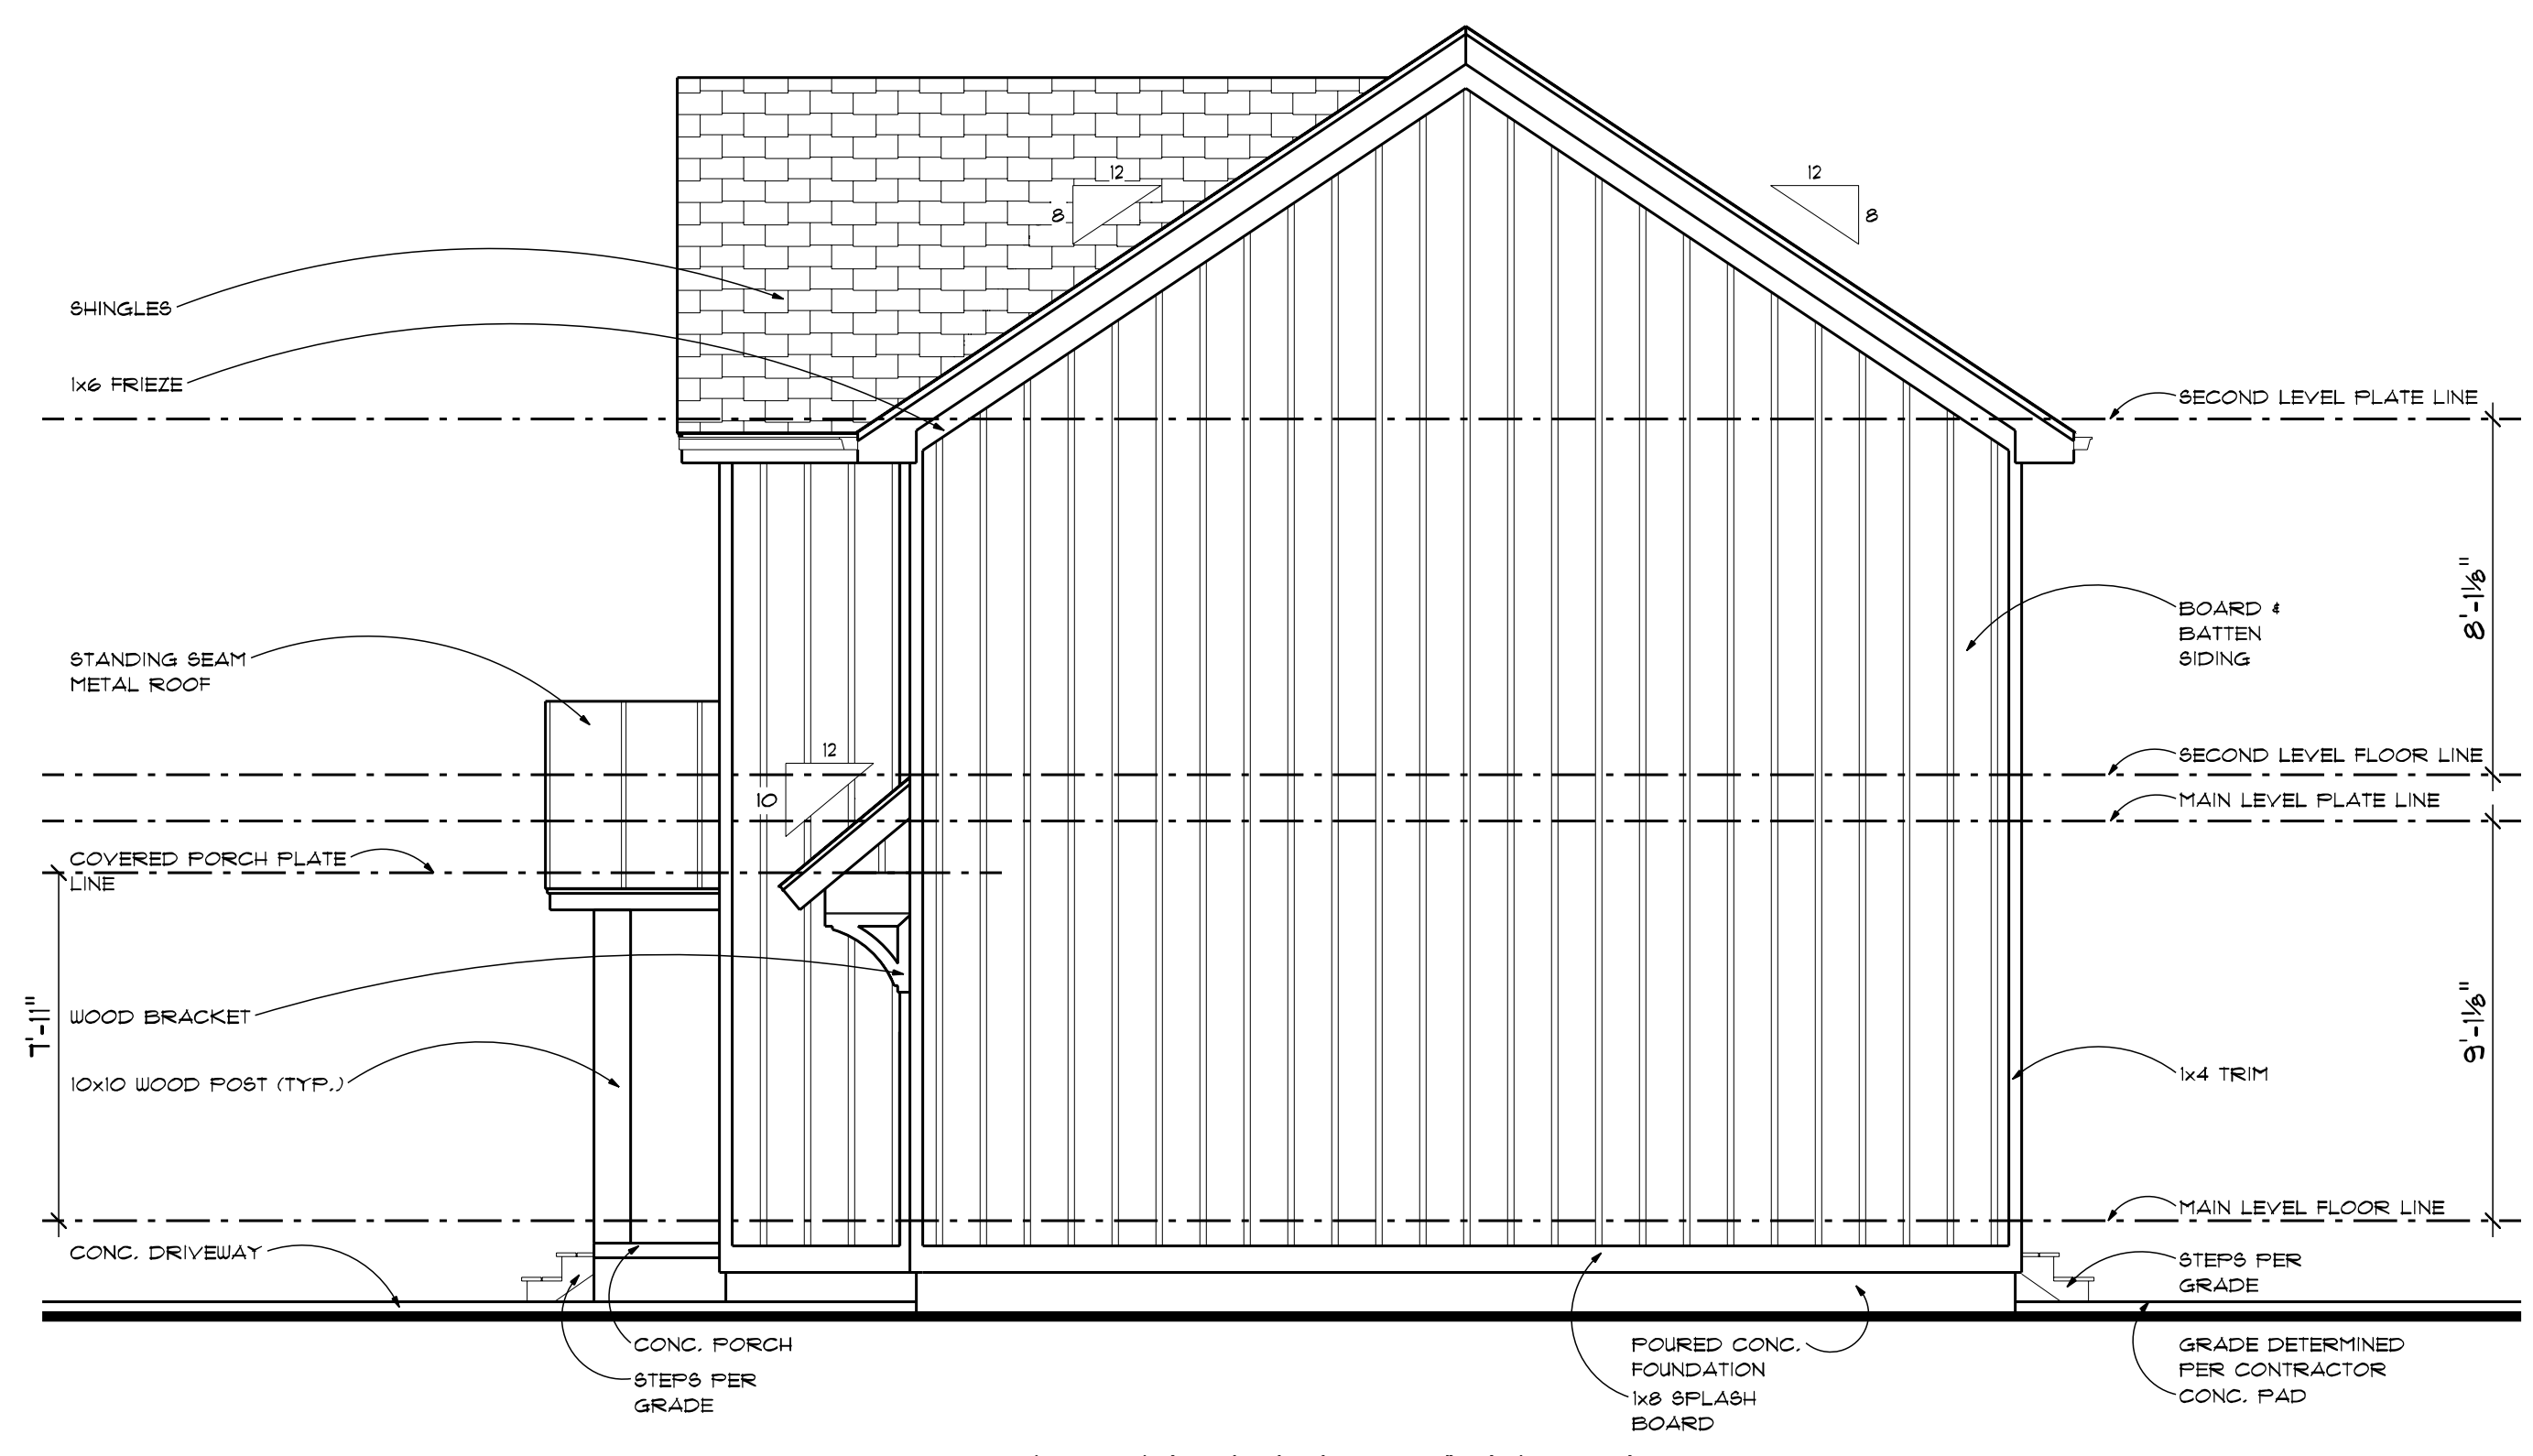 12
8
12
8
SHINGLES
1x6 FRIEZE
SECOND LEVEL PLATE LINE
8'-1⅛"
BOARD &
BATTEN
SIDING
STANDING SEAM
METAL ROOF
12
10
SECOND LEVEL FLOOR LINE
MAIN LEVEL PLATE LINE
COVERED PORCH PLATE
LINE
7'-11"
WOOD BRACKET
9'-1⅛"
10x10 WOOD POST (TYP.)
1x4 TRIM
MAIN LEVEL FLOOR LINE
CONC. DRIVEWAY
STEPS PER
GRADE
CONC. PORCH
STEPS PER
GRADE
POURED CONC.
FOUNDATION
1x8 SPLASH
BOARD
GRADE DETERMINED
PER CONTRACTOR
CONC. PAD